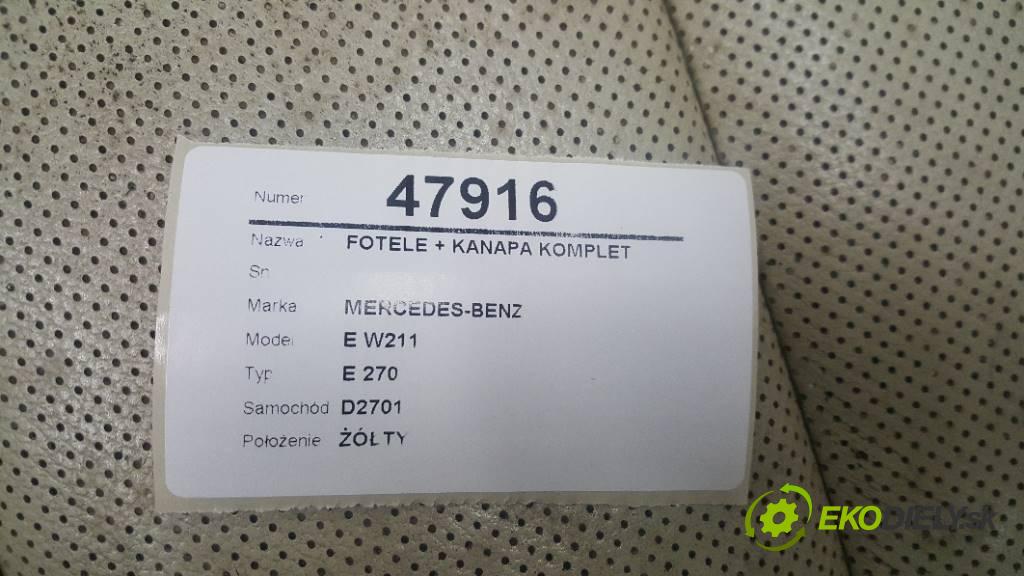 Numer 47916
Nazwa FOTELE + KANAPA KOMPLET
Sn
Marka MERCEDES-BENZ
Model E W211
Typ E 270
Samochód D2701
Położenie ŻÓŁTY
EKODIELY.sk